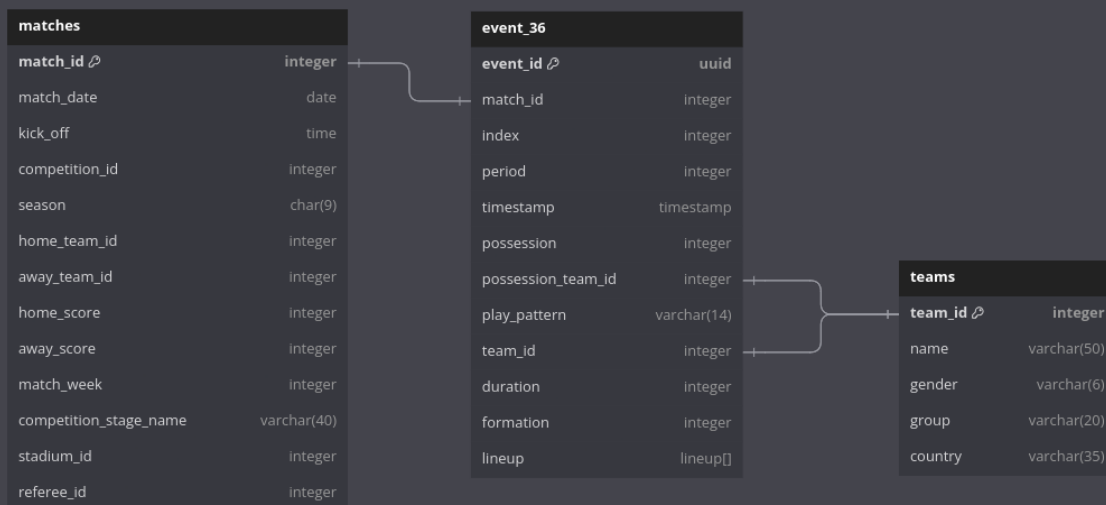 matches
match_id integer
match_date date
kick_off time
competition_id integer
season char(9)
home_team_id integer
away_team_id integer
home_score integer
away_score integer
match_week integer
competition_stage_name varchar(40)
stadium_id integer
referee_id integer
event_36
event_id uuid
match_id integer
index integer
period integer
timestamp timestamp
possession integer
possession_team_id integer
play_pattern varchar(14)
team_id integer
duration integer
formation integer
lineup lineup[]
teams
team_id integer
name varchar(50)
gender varchar(6)
group varchar(20)
country varchar(35)